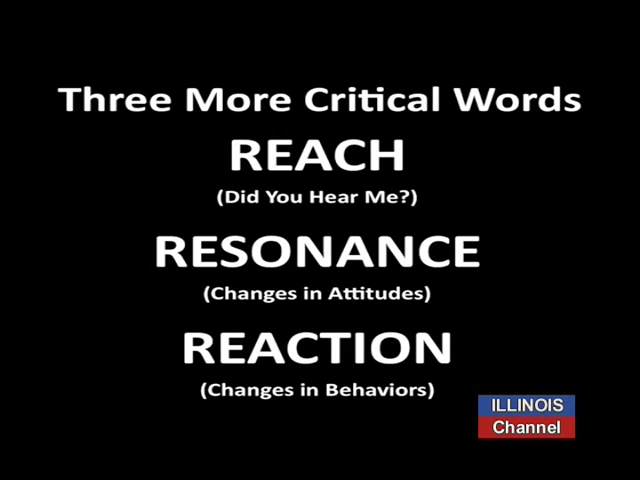 Three More Critical Words
REACH
(Did You Hear Me?)
RESONANCE
(Changes in Attitudes)
REACTION
(Changes in Behaviors)
ILLINOIS
Channel